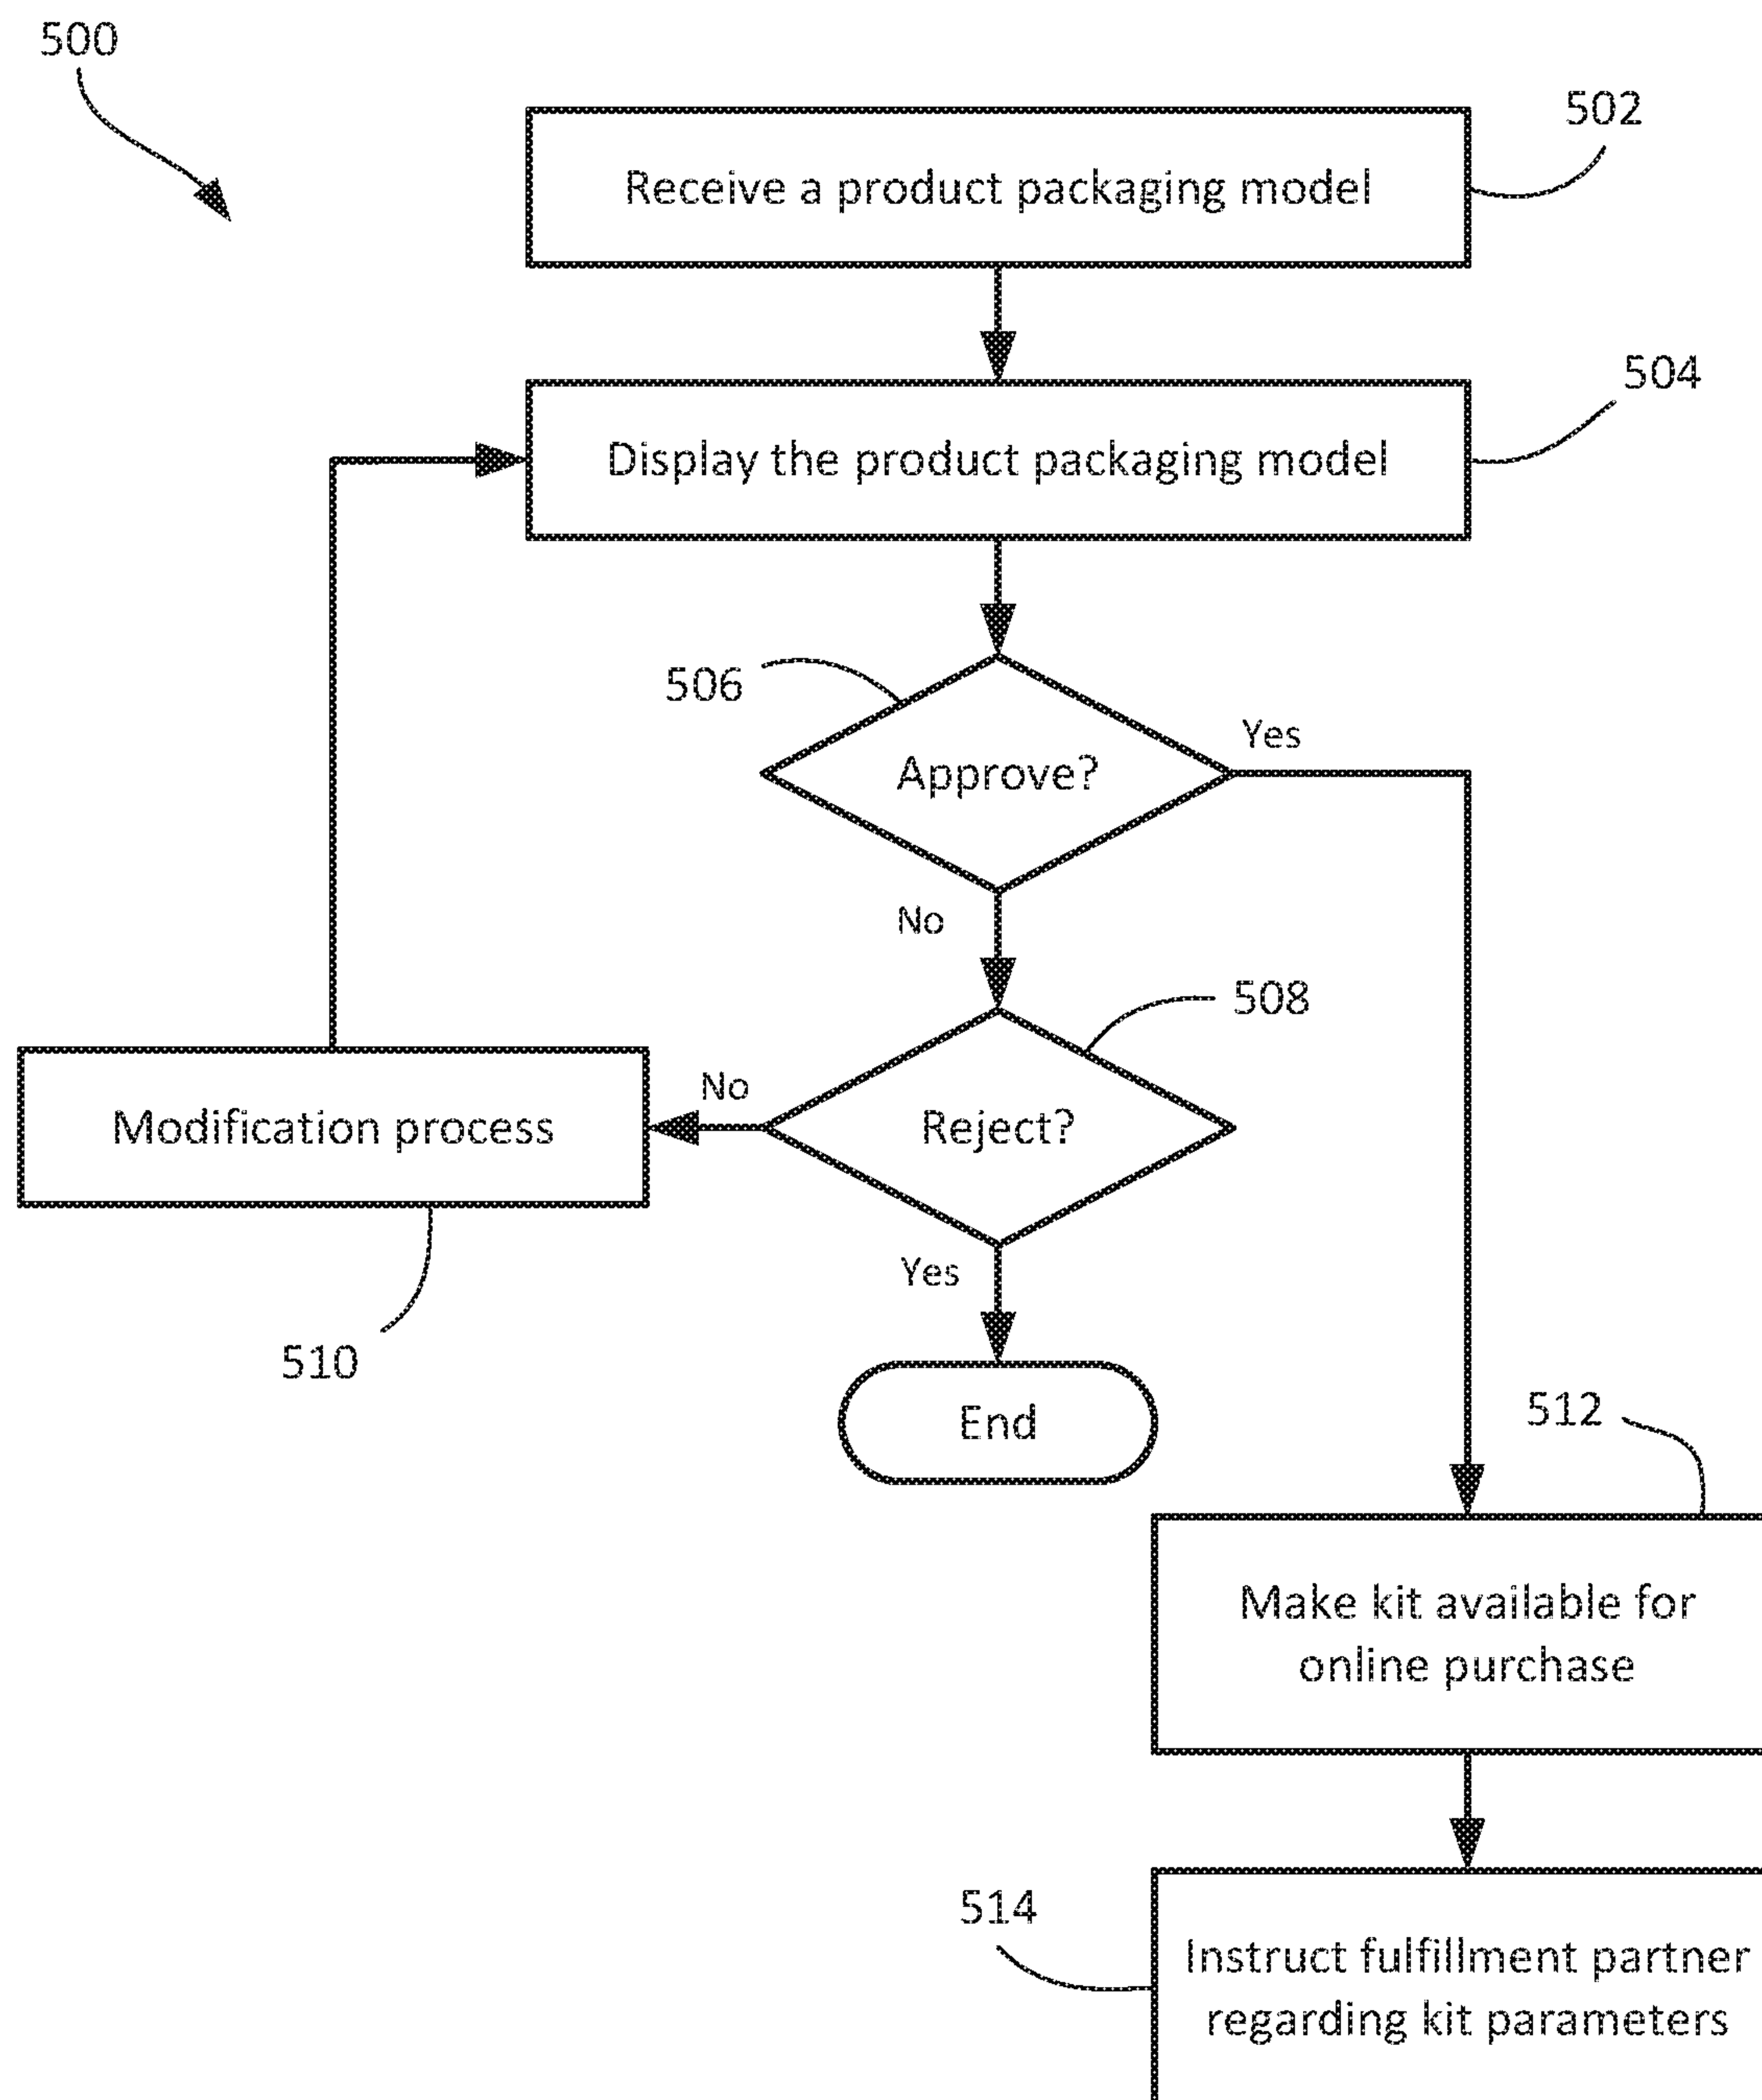 500
502
Receive a product packaging model
504
Display the product packaging model
506
Approve?
Yes
No
508
Reject?
No
Modification process
510
Yes
End
512
Make kit available for
online purchase
514
Instruct fulfillment partner
regarding kit parameters